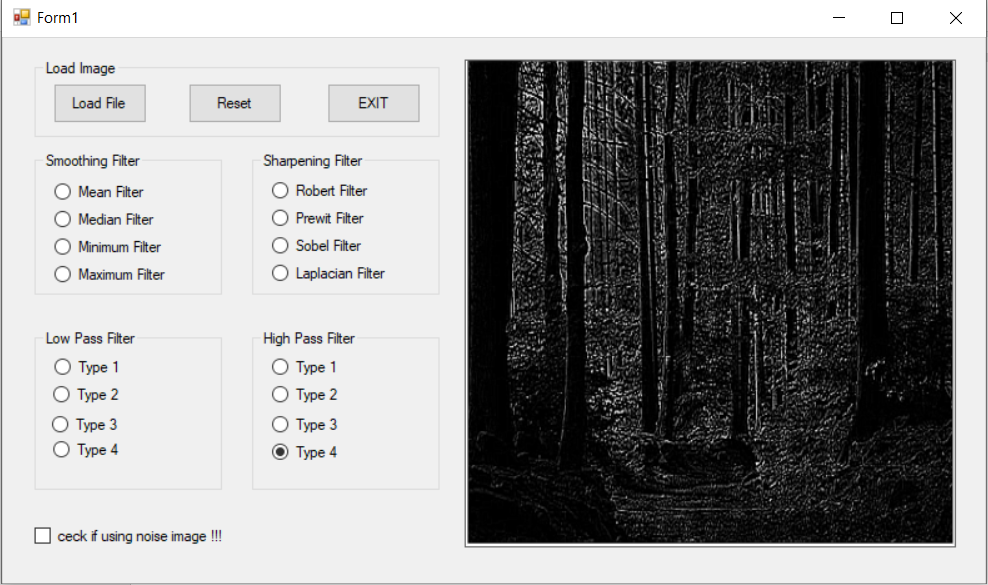 Form1
Load Image
Load File Reset EXIT
Smoothing Filter
Mean Filter
Median Filter
Minimum Filter
Maximum Filter
Sharpening Filter
Robert Filter
Prewit Filter
Sobel Filter
Laplacian Filter
Low Pass Filter
Type 1
Type 2
Type 3
Type 4
High Pass Filter
Type 1
Type 2
Type 3
Type 4
ceck if using noise image !!!